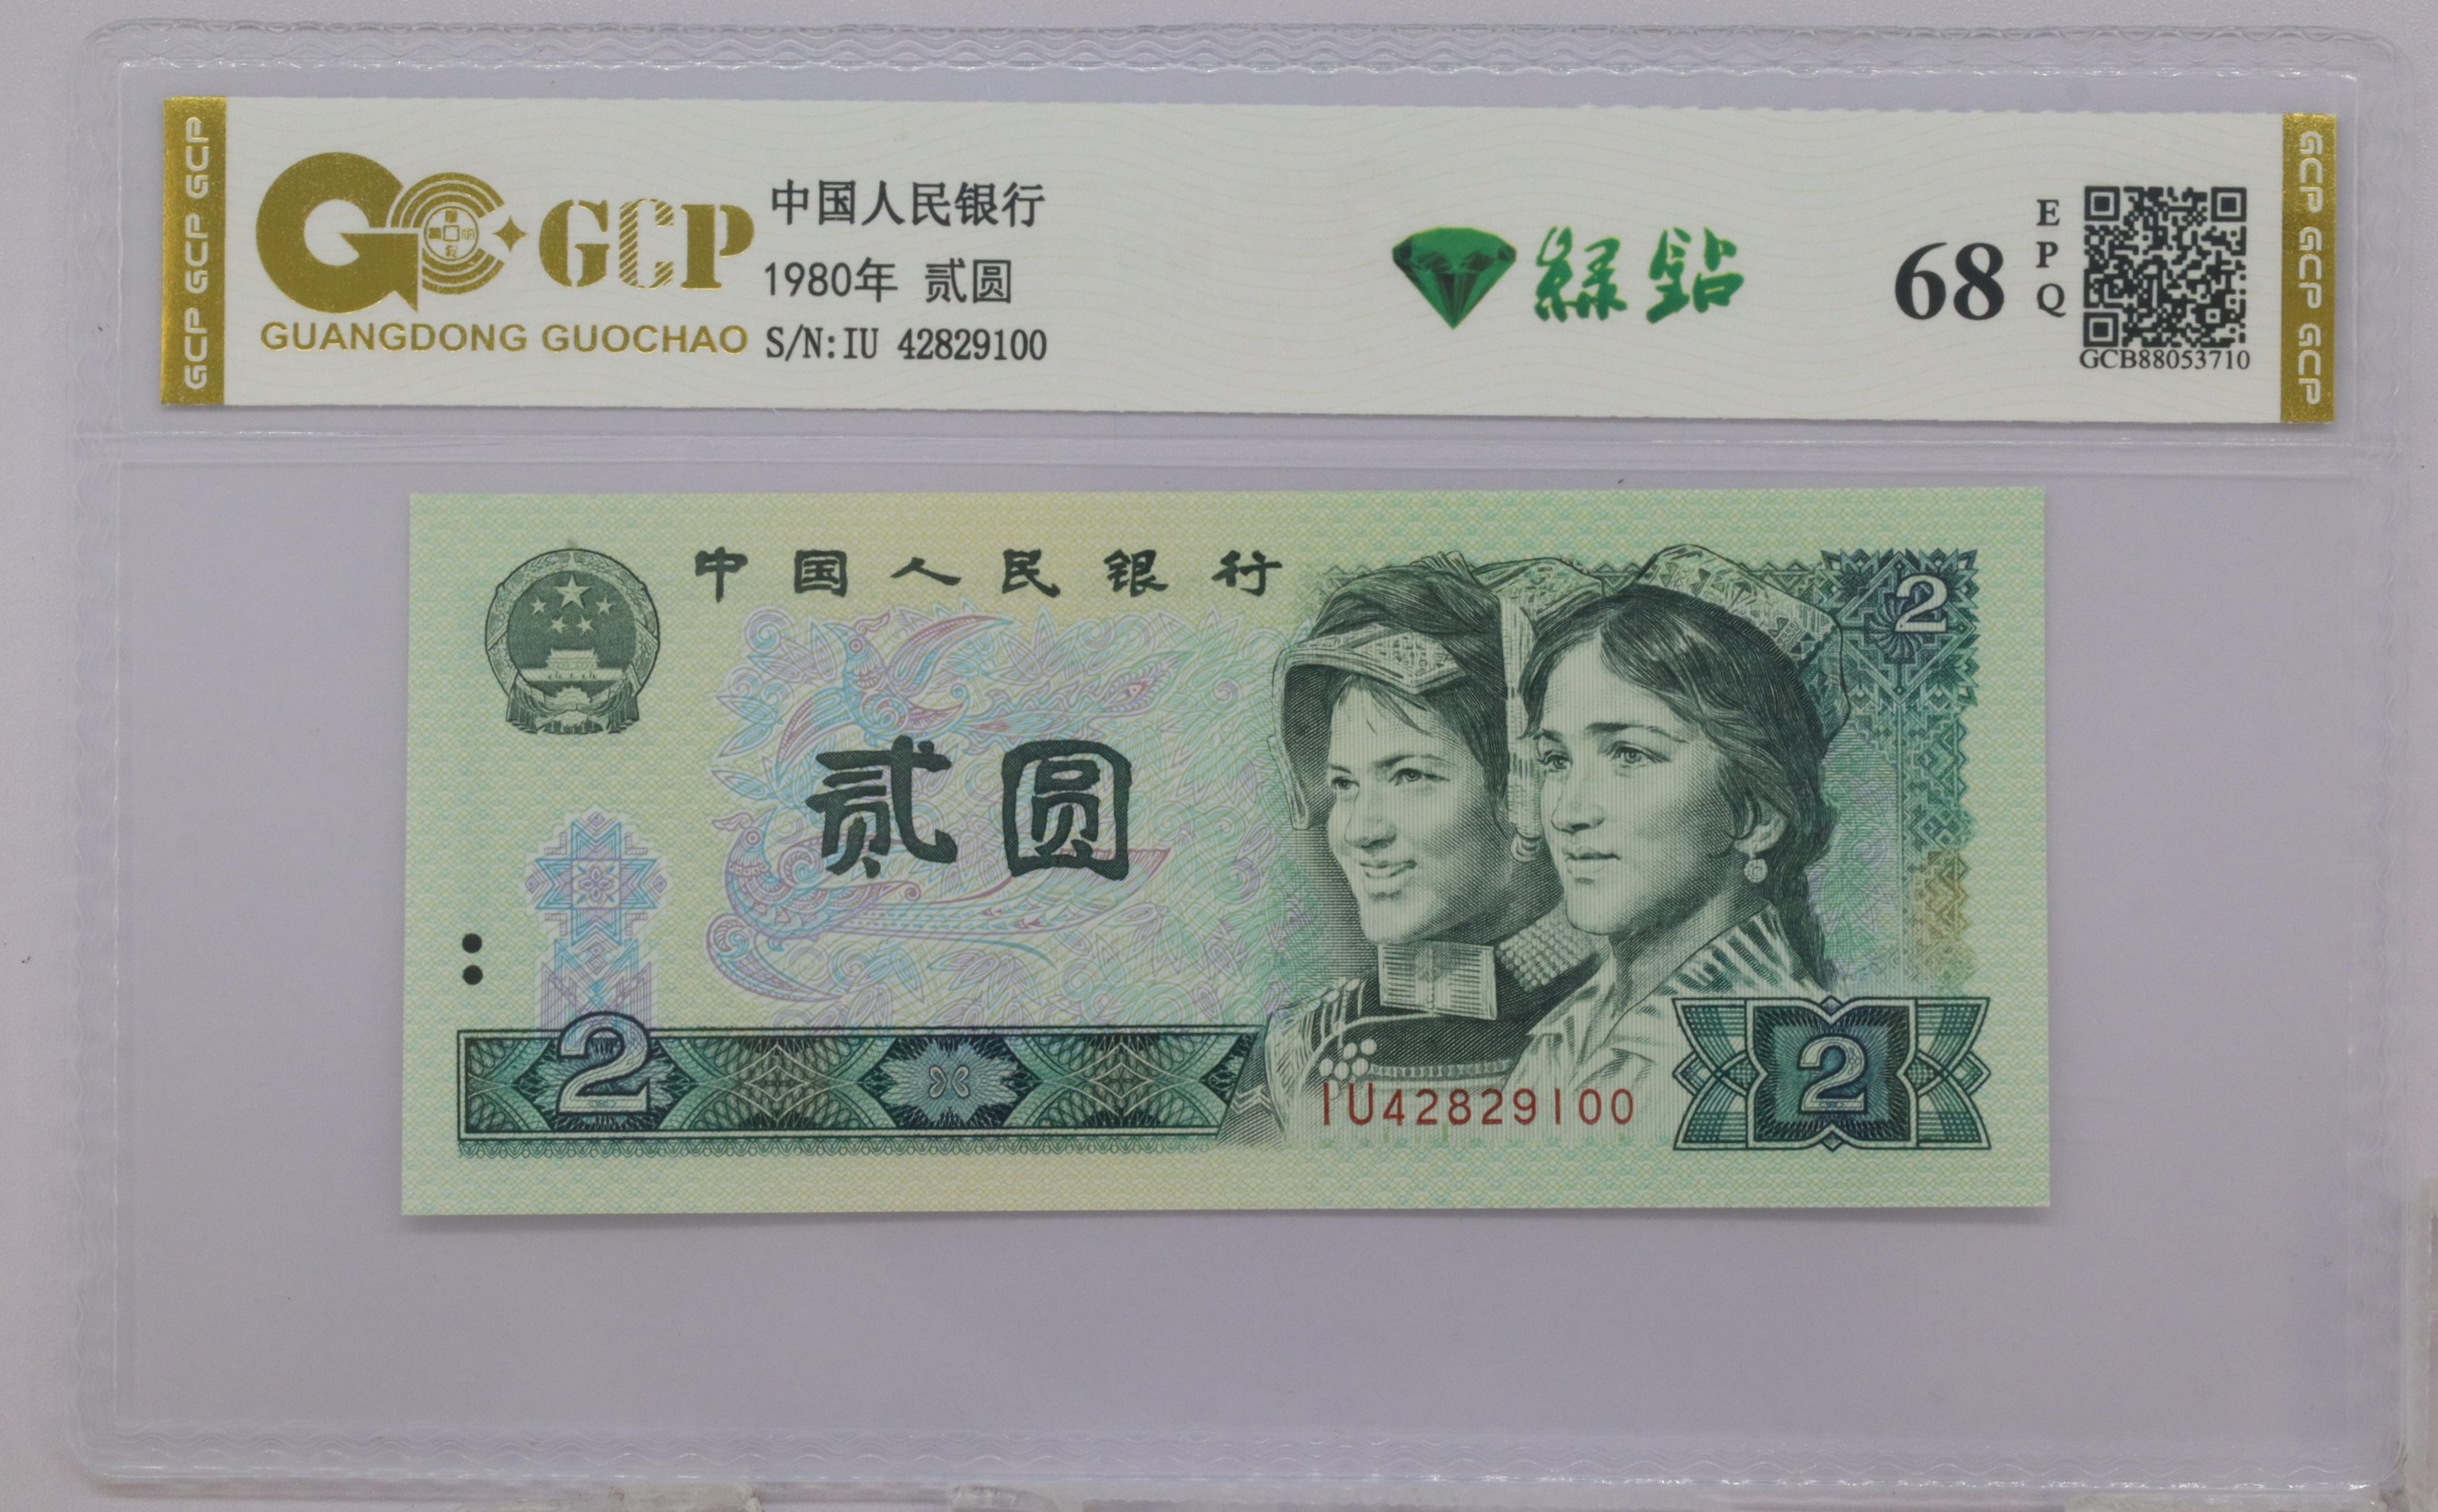 GCP GCP GCP
GCP
GUANGDONG GUOCHAO
中国人民银行
1980年 贰圆
S/N:IU 42829100
綠鉆
68
EPQ
GCB88053710
GCP GCP GCP
中国人民银行
2
贰圆
2
IU42829100
2